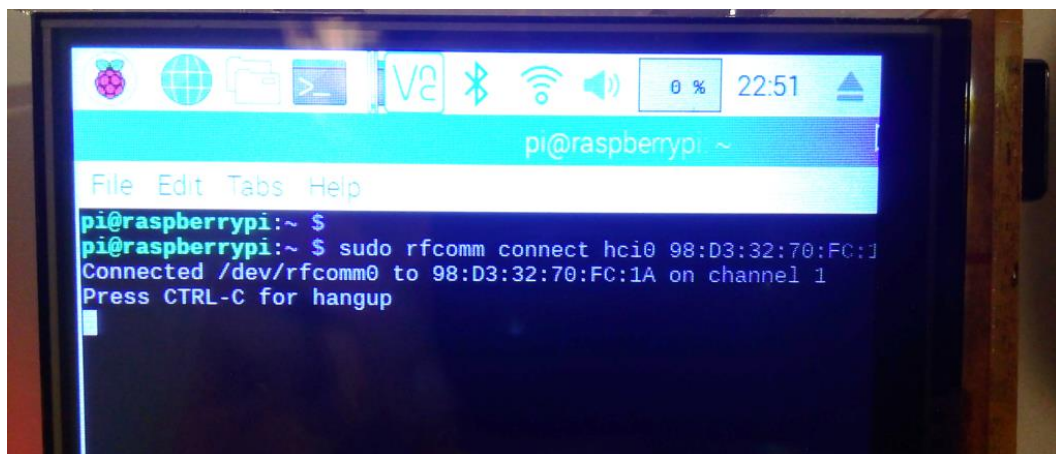 V2
0 %
22:51
pi@raspberrypi: ~
File Edit Tabs Help
pi@raspberrypi:~ $
pi@raspberrypi:~ $ sudo rfcomm connect hci0 98:D3:32:70:FC:1
Connected /dev/rfcomm0 to 98:D3:32:70:FC:1A on channel 1
Press CTRL-C for hangup